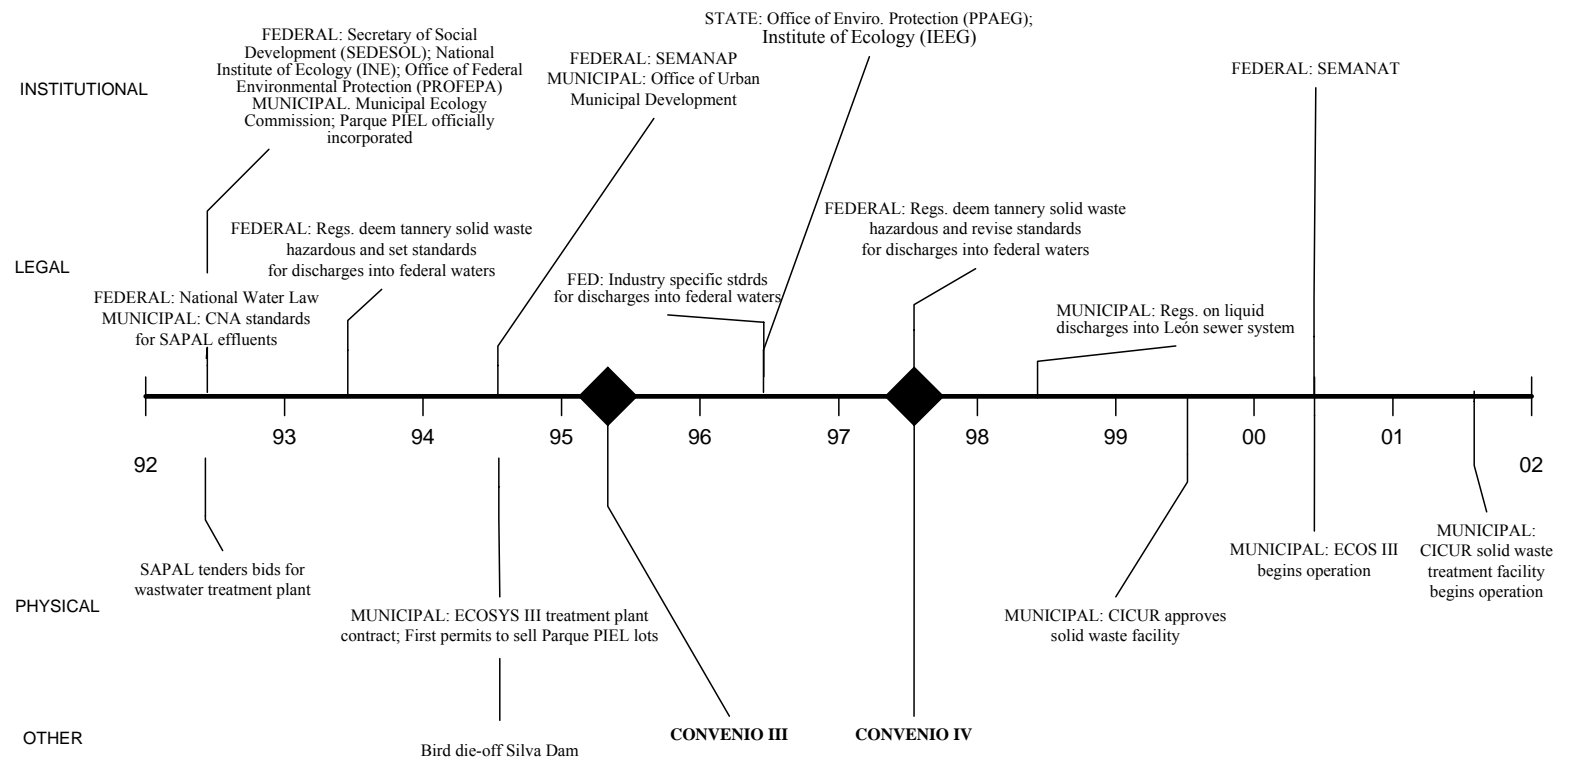 STATE: Office of Enviro. Protection (PPAEG);
Institute of Ecology (IEEG)
FEDERAL: Secretary of Social
Development (SEDESOL); National
Institute of Ecology (INE); Office of Federal
Environmental Protection (PROFEPA)
MUNICIPAL. Municipal Ecology
Commission; Parque PIEL officially
incorporated
FEDERAL: SEMANAP
MUNICIPAL: Office of Urban
Municipal Development
FEDERAL: SEMANAT
INSTITUTIONAL
FEDERAL: Regs. deem tannery solid waste
hazardous and set standards
for discharges into federal waters
FEDERAL: Regs. deem tannery solid waste
hazardous and revise standards
for discharges into federal waters
LEGAL
FED: Industry specific stdrds
for discharges into federal waters
FEDERAL: National Water Law
MUNICIPAL: CNA standards
for SAPAL effluents
MUNICIPAL: Regs. on liquid
discharges into León sewer system
93
94
95
96
97
98
99
00
01
92
02
SAPAL tenders bids for
wastwater treatment plant
MUNICIPAL: ECOS III
begins operation
MUNICIPAL:
CICUR solid waste
treatment facility
begins operation
PHYSICAL
MUNICIPAL: ECOSYS III treatment plant
contract; First permits to sell Parque PIEL lots
MUNICIPAL: CICUR approves
solid waste facility
OTHER
Bird die-off Silva Dam
CONVENIO III
CONVENIO IV